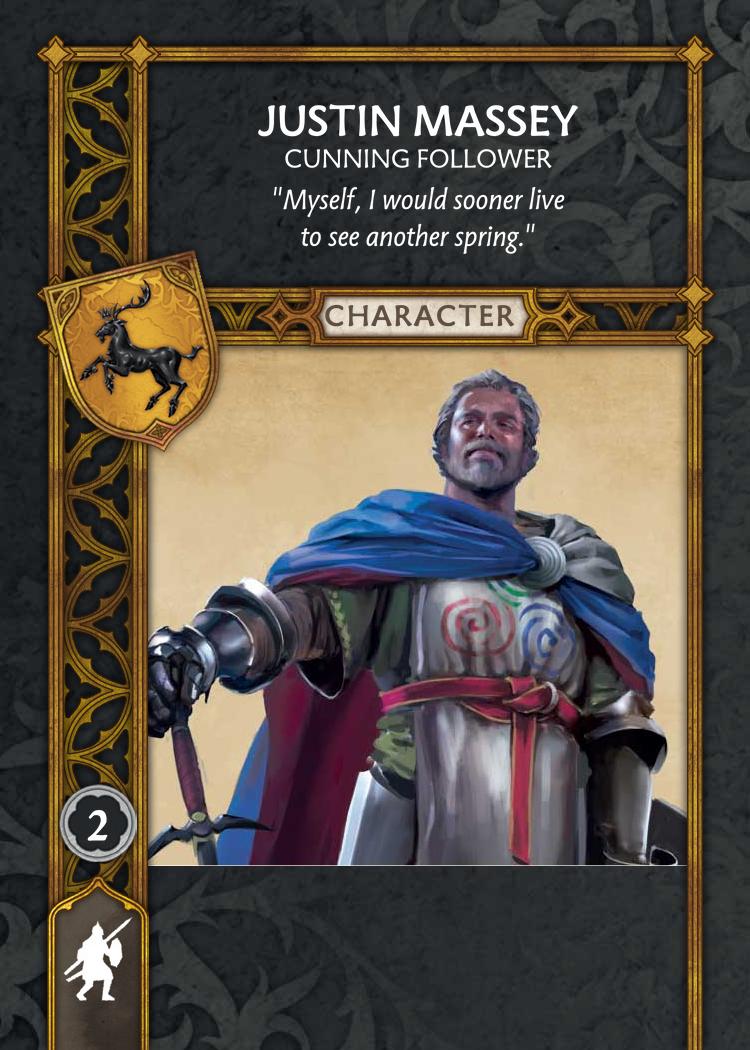 JUSTIN MASSEY
CUNNING FOLLOWER
"Myself, I would sooner live
to see another spring."
CHARACTER
2